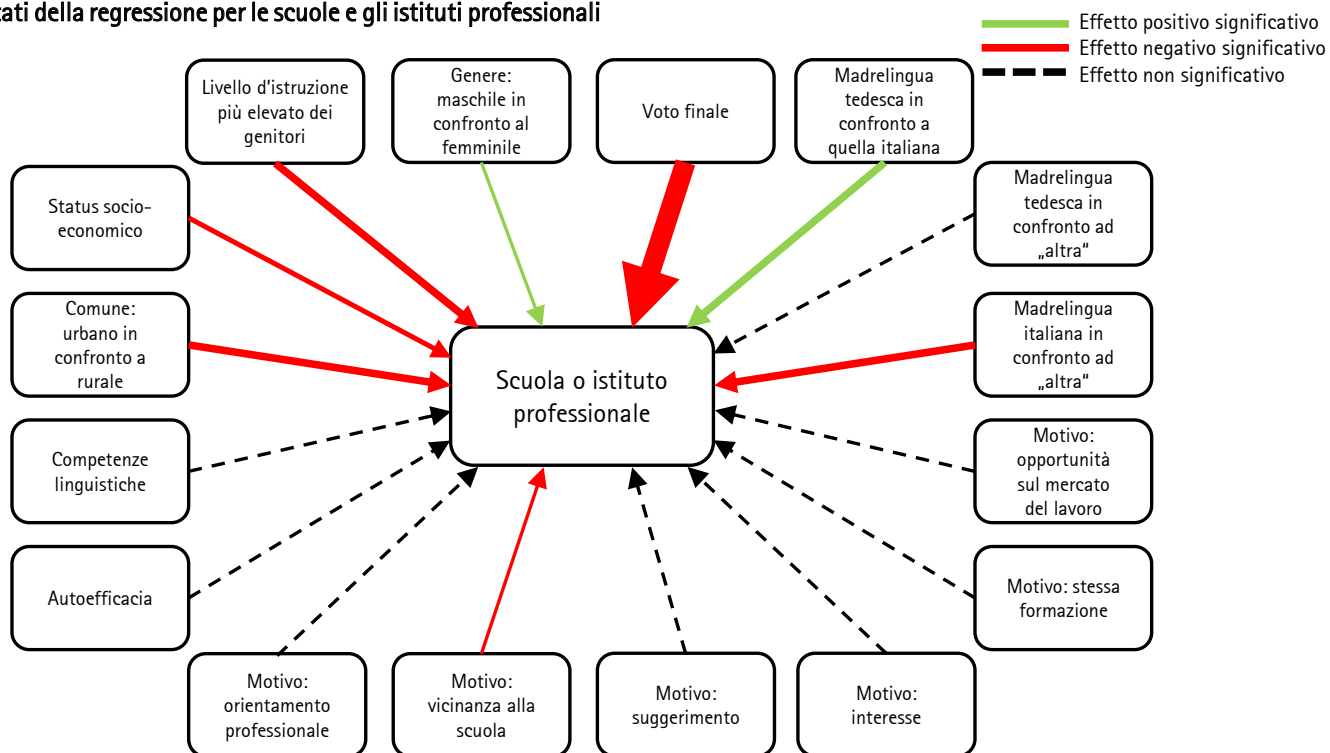 tati della regressione per le scuole e gli istituti professionali
Effetto positivo significativo
Effetto negativo significativo
Effetto non significativo
Livello d'istruzione
più elevato dei
genitori
Genere:
maschile in
confronto al
femminile
Voto finale
Madrelingua
tedesca in
confronto a
quella italiana
Status socio-
economico
Madrelingua
tedesca in
confronto ad
„altra“
Comune:
urbano in
confronto a
rurale
Madrelingua
italiana in
confronto ad
„altra“
Scuola o istituto
professionale
Competenze
linguistiche
Motivo:
opportunità
sul mercato
del lavoro
Autoefficacia
Motivo: stessa
formazione
Motivo:
orientamento
professionale
Motivo:
vicinanza alla
scuola
Motivo:
suggerimento
Motivo:
interesse